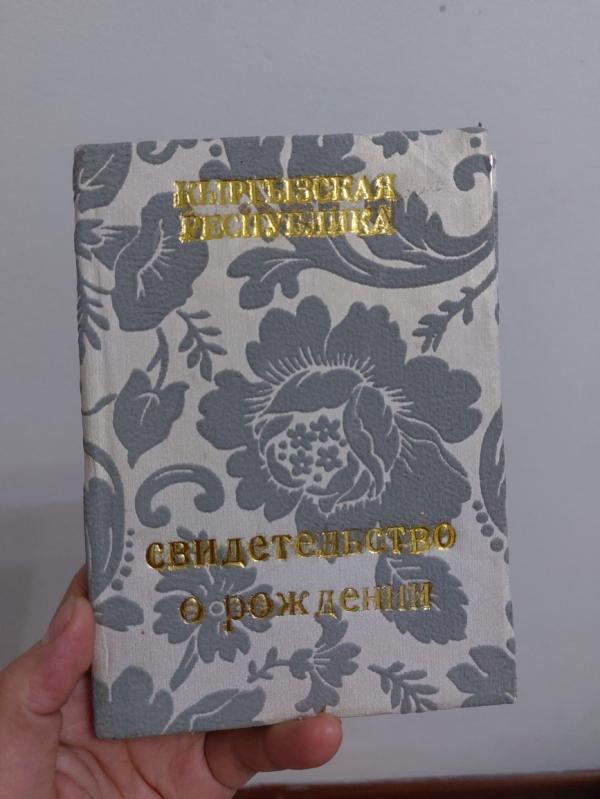 КЫРГЫЗСКАЯ
РЕСПУБЛИКА
СВИДЕТЕЛЬСТВО
о рождении